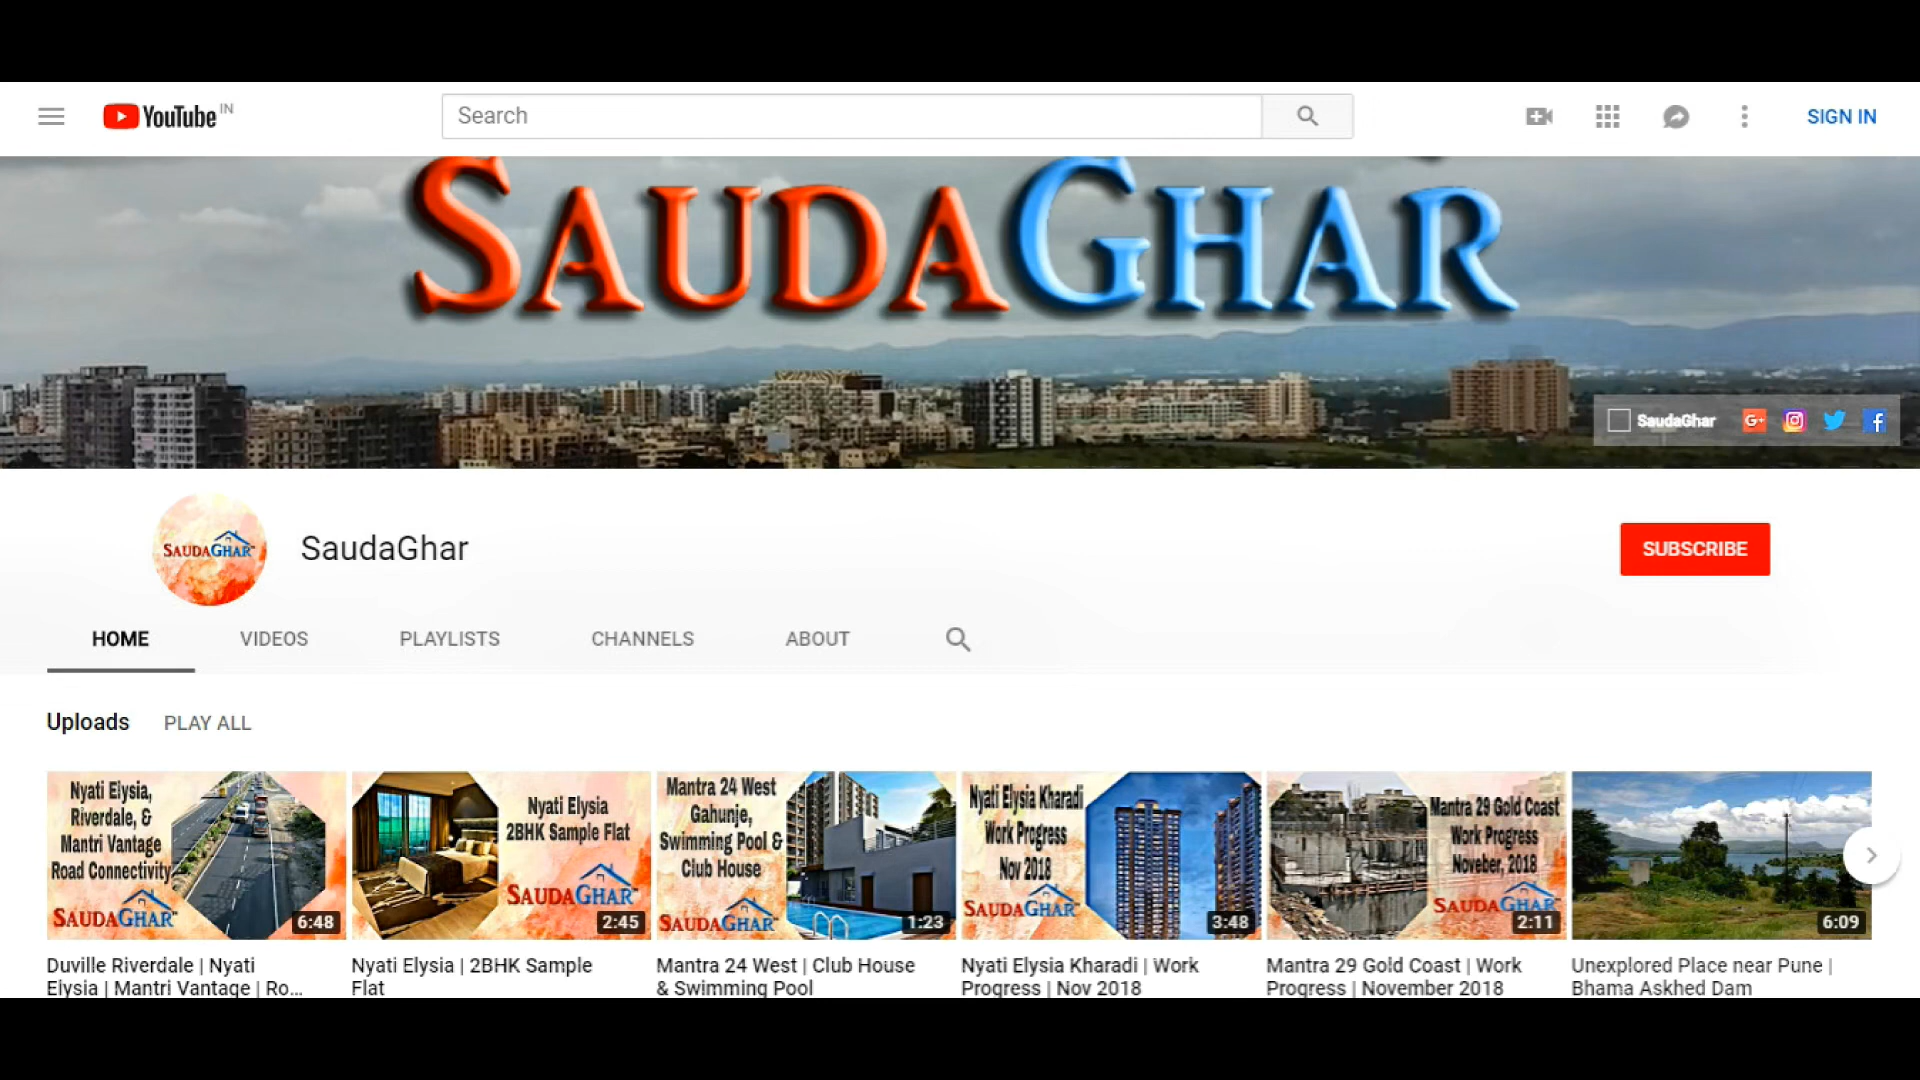 YouTube IN
Search
SIGN IN
SAUDAGHAR
SaudaGhar
G+
SAUDAGHAR
SaudaGhar
SUBSCRIBE
HOME VIDEOS PLAYLISTS CHANNELS ABOUT
Uploads PLAY ALL
Nyati Elysia,
Riverdale, &
Mantri Vantage
Road Connectivity
SAUDAGHAR
6:48
Nyati Elysia
2BHK Sample Flat
SAUDAGHAR
2:45
Mantra 24 West
Gahunje,
Swimming Pool &
Club House
SAUDAGHAR
1:23
Nyati Elysia Kharadi
Work Progress
Nov 2018
SAUDAGHAR
3:48
Mantra 29 Gold Coast
Work Progress
Noveber, 2018
SAUDAGHAR
2:11
6:09
Duville Riverdale | Nyati
Elysia | Mantri Vantage | Ro...
Nyati Elysia | 2BHK Sample
Flat
Mantra 24 West | Club House
& Swimming Pool
Nyati Elysia Kharadi | Work
Progress | Nov 2018
Mantra 29 Gold Coast | Work
Progress | November 2018
Unexplored Place near Pune |
Bhama Askhed Dam